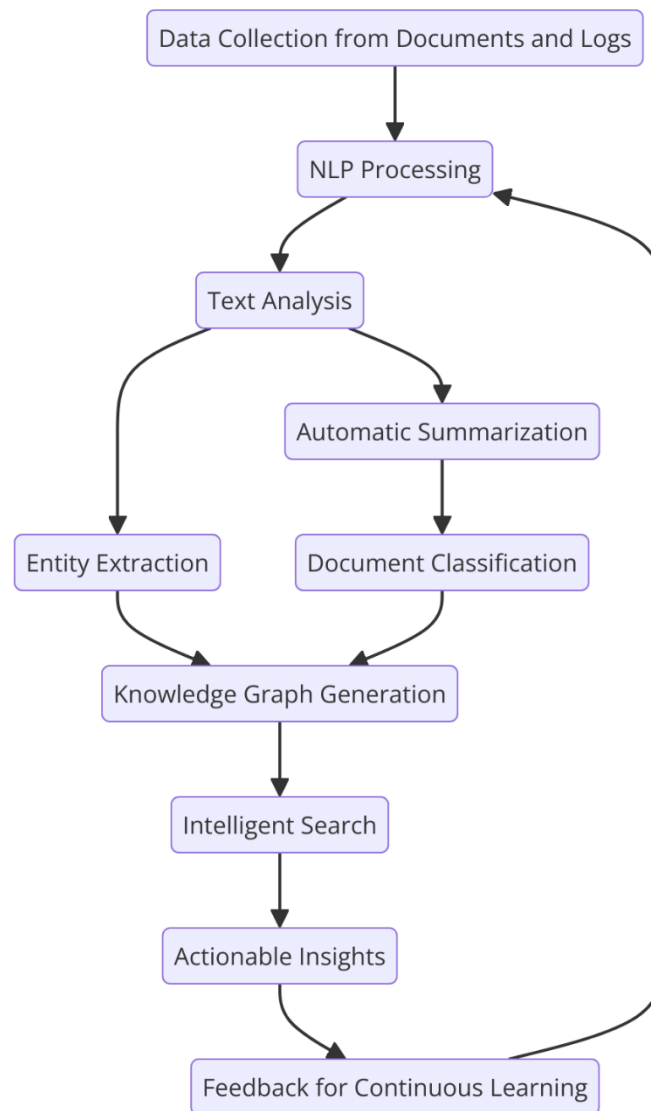 Data Collection from Documents and Logs
NLP Processing
Text Analysis
Automatic Summarization
Entity Extraction
Document Classification
Knowledge Graph Generation
Intelligent Search
Actionable Insights
Feedback for Continuous Learning